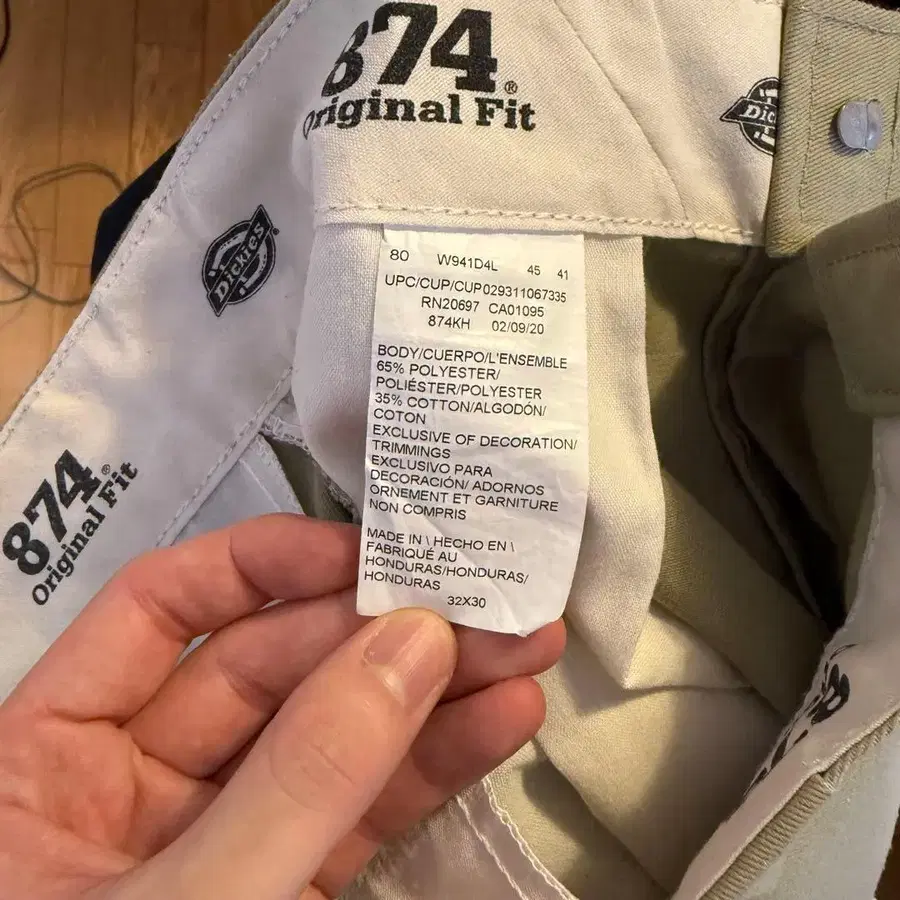 874®
Original Fit
Dickies®
Dic
80 W941D4L 45 41
UPC/CUP/CUP029311067335
RN20697 CA01095
874KH 02/09/20
BODY/CUERPO/L'ENSEMBLE
65% POLYESTER/
POLIÉSTER/POLYESTER
35% COTTON/ALGODÓN/
COTON
EXCLUSIVE OF DECORATION/
TRIMMINGS
EXCLUSIVO PARA
DECORACIÓN/ ADORNOS
ORNEMENT ET GARNITURE
NON COMPRIS
MADE IN \ HECHO EN \
FABRIQUÉ AU
HONDURAS/HONDURAS/
HONDURAS
32X30
874®
Original Fit